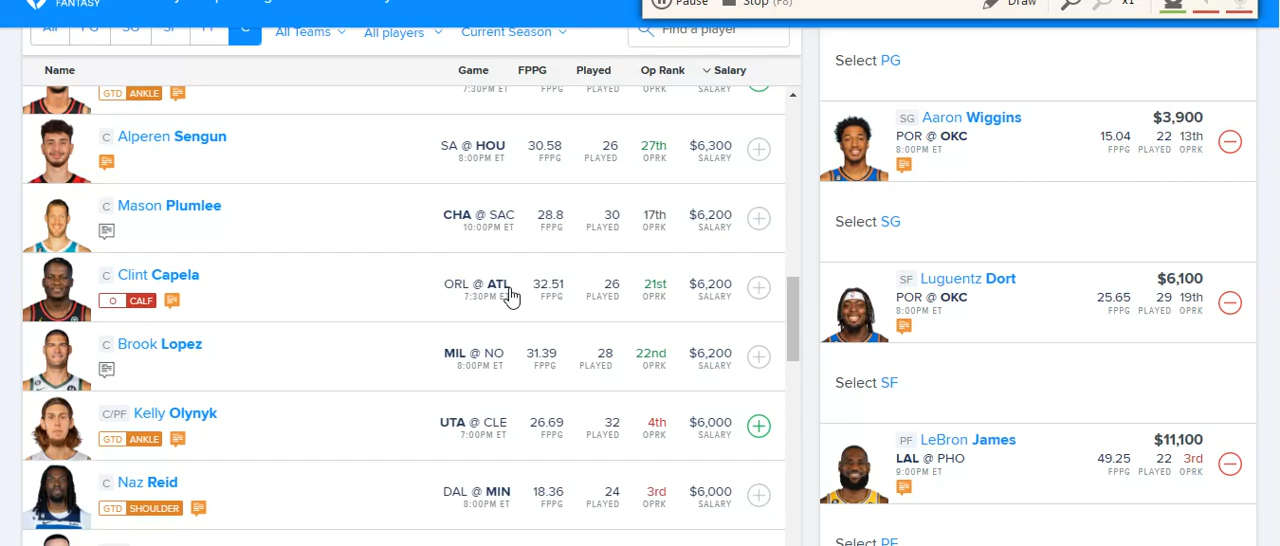 FANTASY
Pause Stop (F8) Draw x1
All PG SG SF PF C All Teams All players Current Season Find a player
Name Game FPPG Played Op Rank Salary
GTD ANKLE 7:30PM ET FPPG PLAYED OPRK SALARY
C Alperen Sengun SA @ HOU 30.58 26 27th $6,300
8:00PM ET FPPG PLAYED OPRK SALARY
C Mason Plumlee CHA @ SAC 28.8 30 17th $6,200
10:00PM ET FPPG PLAYED OPRK SALARY
C Clint Capela ORL @ ATL 32.51 26 21st $6,200
O CALF 7:30PM ET FPPG PLAYED OPRK SALARY
C Brook Lopez MIL @ NO 31.39 28 22nd $6,200
8:00PM ET FPPG PLAYED OPRK SALARY
C/PF Kelly Olynyk UTA @ CLE 26.69 32 4th $6,000
GTD ANKLE 7:00PM ET FPPG PLAYED OPRK SALARY
C Naz Reid DAL @ MIN 18.36 24 3rd $6,000
GTD SHOULDER 8:00PM ET FPPG PLAYED OPRK SALARY
Select PG
SG Aaron Wiggins $3,900
POR @ OKC 15.04 22 13th
8:00PM ET FPPG PLAYED OPRK
Select SG
SF Luguentz Dort $6,100
POR @ OKC 25.65 29 19th
8:00PM ET FPPG PLAYED OPRK
Select SF
PF LeBron James $11,100
LAL @ PHO 49.25 22 3rd
9:00PM ET FPPG PLAYED OPRK
Select PF